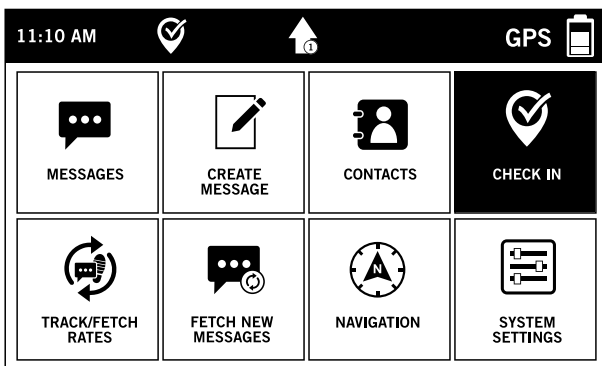 11:10 AM
1
GPS
MESSAGES
CREATE
MESSAGE
CONTACTS
CHECK IN
TRACK/FETCH
RATES
FETCH NEW
MESSAGES
N
NAVIGATION
SYSTEM
SETTINGS